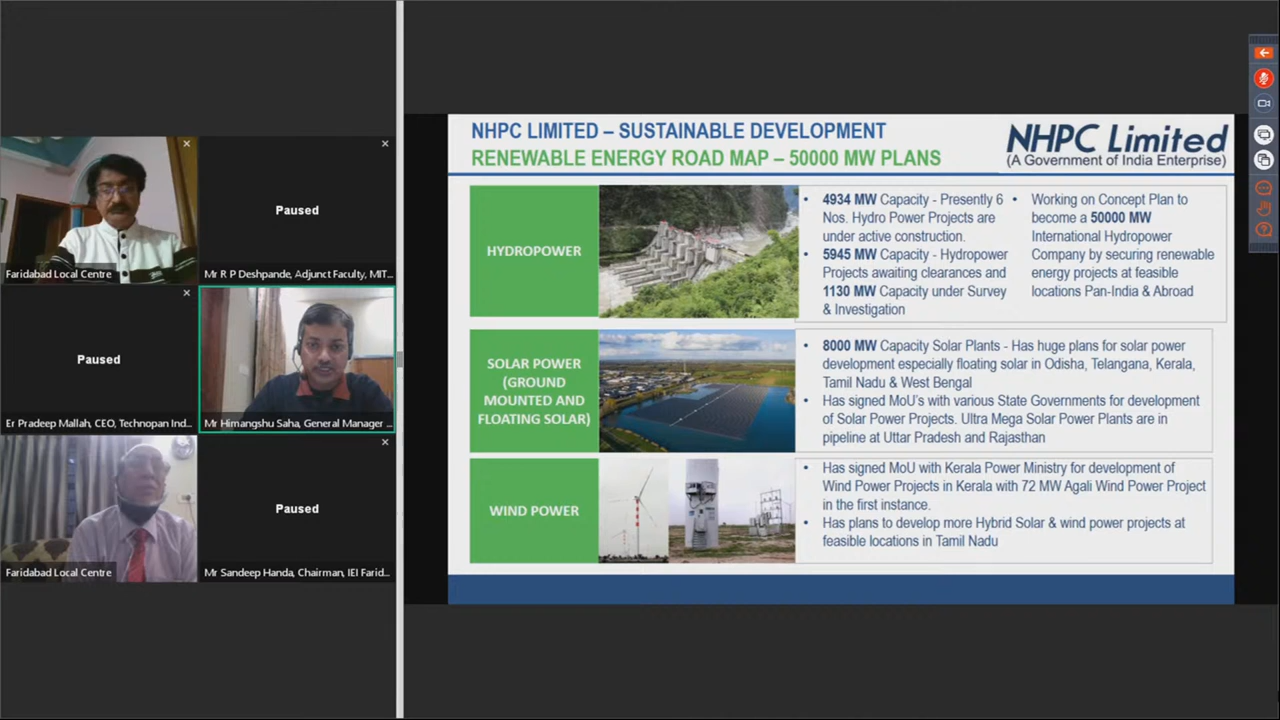 Faridabad Local Centre
Paused
Mr R P Deshpande, Adjunct Faculty, MIT...
Paused
Er Pradeep Mallah, CEO, Technopan Ind...
Mr Himangshu Saha, General Manager ...
Faridabad Local Centre
Paused
Mr Sandeep Handa, Chairman, IEI Farid...
NHPC LIMITED – SUSTAINABLE DEVELOPMENT
RENEWABLE ENERGY ROAD MAP – 50000 MW PLANS
NHPC Limited
(A Government of India Enterprise)
HYDROPOWER
• 4934 MW Capacity - Presently 6
Nos. Hydro Power Projects are
under active construction.
• 5945 MW Capacity - Hydropower
Projects awaiting clearances and
1130 MW Capacity under Survey
& Investigation
• Working on Concept Plan to
become a 50000 MW
International Hydropower
Company by securing renewable
energy projects at feasible
locations Pan-India & Abroad
SOLAR POWER
(GROUND
MOUNTED AND
FLOATING SOLAR)
• 8000 MW Capacity Solar Plants - Has huge plans for solar power
development especially floating solar in Odisha, Telangana, Kerala,
Tamil Nadu & West Bengal
• Has signed MoU's with various State Governments for development
of Solar Power Projects. Ultra Mega Solar Power Plants are in
pipeline at Uttar Pradesh and Rajasthan
WIND POWER
• Has signed MoU with Kerala Power Ministry for development of
Wind Power Projects in Kerala with 72 MW Agali Wind Power Project
in the first instance.
• Has plans to develop more Hybrid Solar & wind power projects at
feasible locations in Tamil Nadu